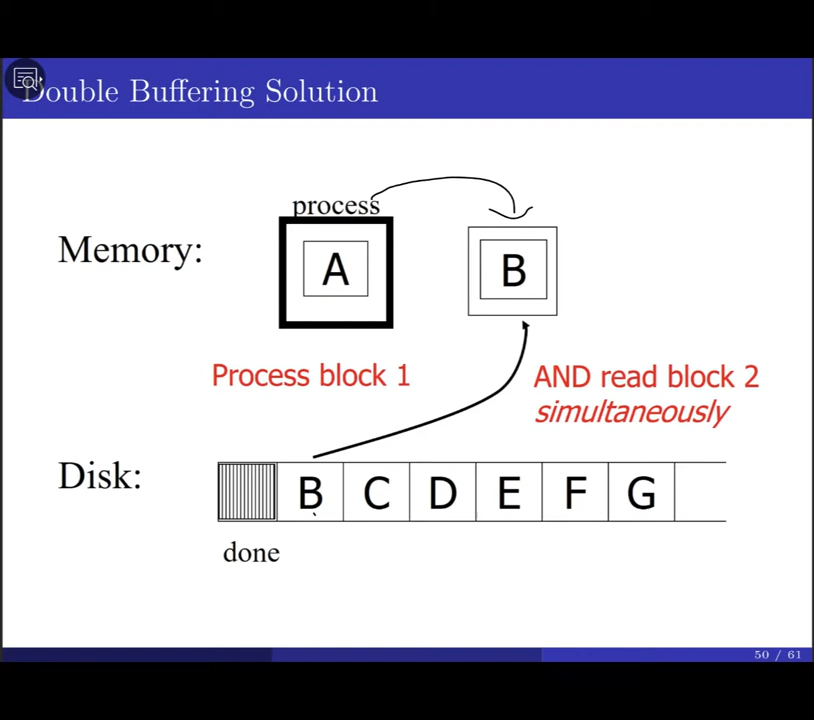 Double Buffering Solution
process
Memory:
A
B
Process block 1
AND read block 2
simultaneously
Disk:
B C D E F G
done
50 / 61